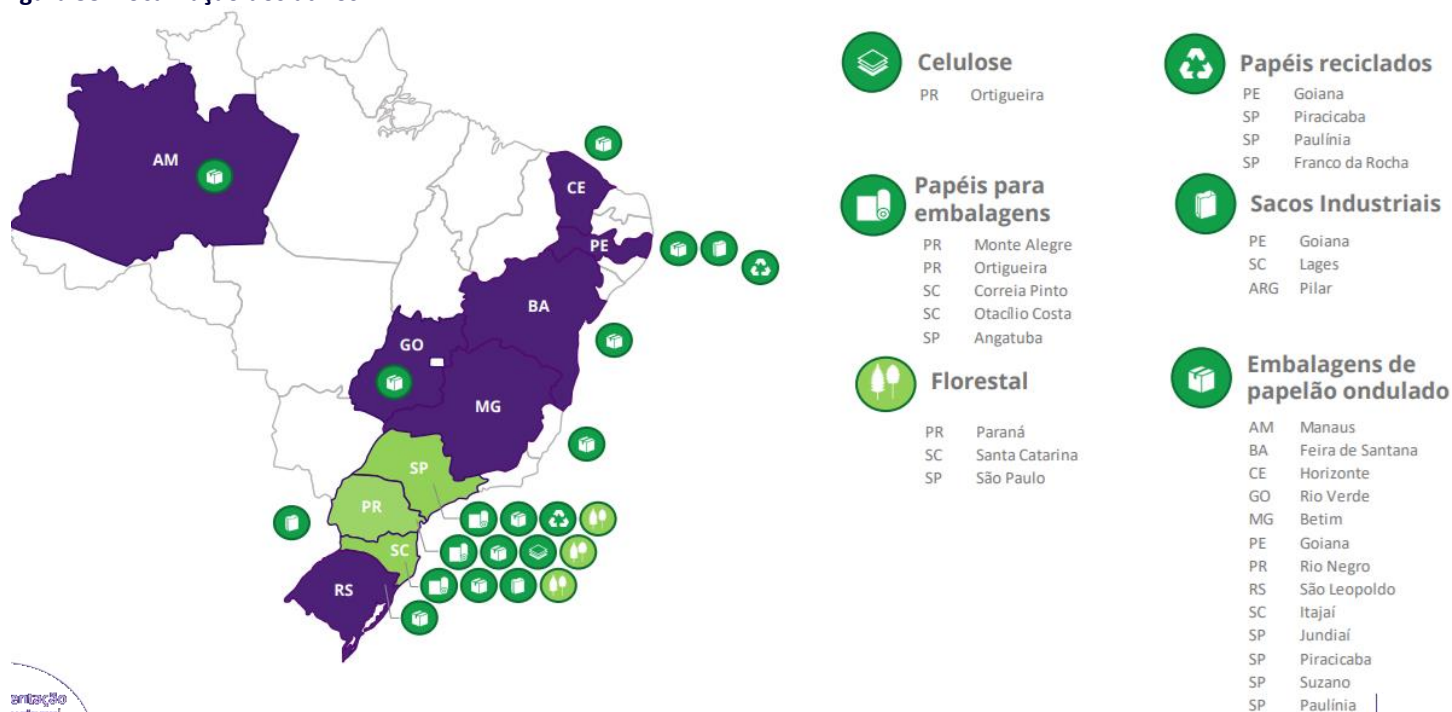 AM
CE
PE
BA
GO
MG
SP
PR
SC
RS
Celulose
PR Ortigueira
Papéis para
embalagens
PR Monte Alegre
PR Ortigueira
SC Correia Pinto
SC Otacílio Costa
SP Angatuba
Florestal
PR Paraná
SC Santa Catarina
SP São Paulo
Papéis reciclados
PE Goiana
SP Piracicaba
SP Paulínia
SP Franco da Rocha
Sacos Industriais
PE Goiana
SC Lages
ARG Pilar
Embalagens de
papelão ondulado
AM Manaus
BA Feira de Santana
CE Horizonte
GO Rio Verde
MG Betim
PE Goiana
PR Rio Negro
RS São Leopoldo
SC Itajaí
SP Jundiaí
SP Piracicaba
SP Suzano
SP Paulínia